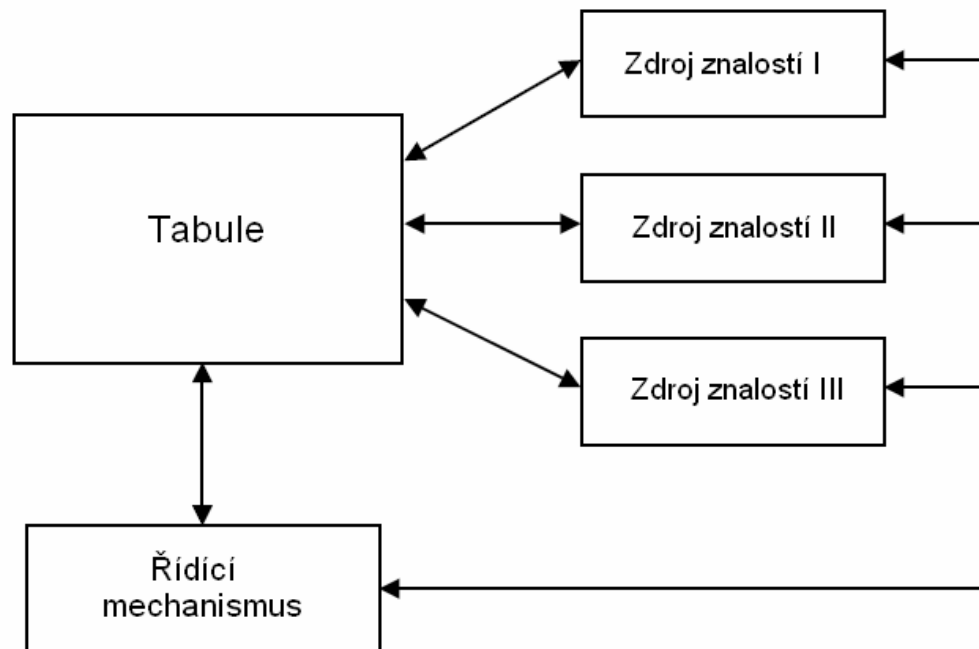 Zdroj znalostí I
Tabule
Zdroj znalostí II
Zdroj znalostí III
Řídící
mechanismus